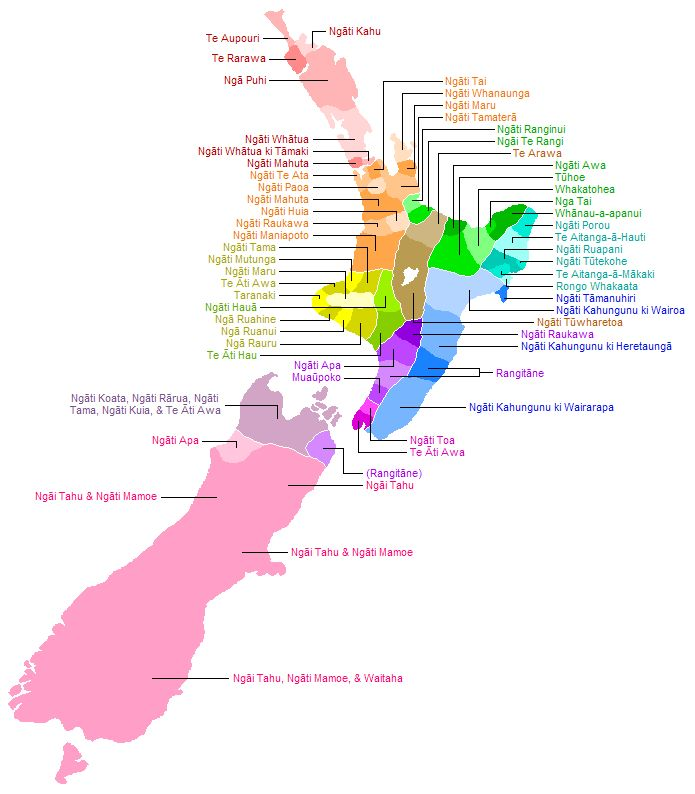 Te Aupouri
Ngāti Kahu
Te Rarawa
Ngā Puhi
Ngāti Tai
Ngāti Whanaunga
Ngāti Maru
Ngāti Tamaterā
Ngāti Ranginui
Ngāi Te Rangi
Te Arawa
Ngāti Awa
Tūhoe
Whakatohea
Nga Tai
Whānau-a-apanui
Ngāti Porou
Te Aitanga-ā-Hauti
Ngāti Ruapani
Ngāti Tūtekohe
Te Aitanga-ā-Mākaki
Rongo Whakaata
Ngāti Tāmanuhiri
Ngāti Kahungunu ki Wairoa
Ngāti Tūwharetoa
Ngāti Raukawa
Ngāti Kahungunu ki Heretaungā
Rangitāne
Ngāti Kahungunu ki Wairarapa
Ngāti Whātua
Ngāti Whātua ki Tāmaki
Ngāti Mahuta
Ngāti Te Ata
Ngāti Paoa
Ngāti Mahuta
Ngāti Huia
Ngāti Raukawa
Ngāti Maniapoto
Ngāti Tama
Ngāti Mutunga
Ngāti Maru
Te Āti Awa
Taranaki
Ngāti Hauā
Ngā Ruahine
Ngā Ruanui
Ngā Rauru
Te Āti Hau
Ngāti Apa
Muaūpoko
Ngāti Toa
Te Āti Awa
Ngāti Koata, Ngāti Rārua, Ngāti
Tama, Ngāti Kuia, & Te Āti Awa
Ngāti Apa
(Rangitāne)
Ngāi Tahu
Ngāi Tahu & Ngāti Mamoe
Ngāi Tahu & Ngāti Mamoe
Ngāi Tahu, Ngāti Mamoe, & Waitaha